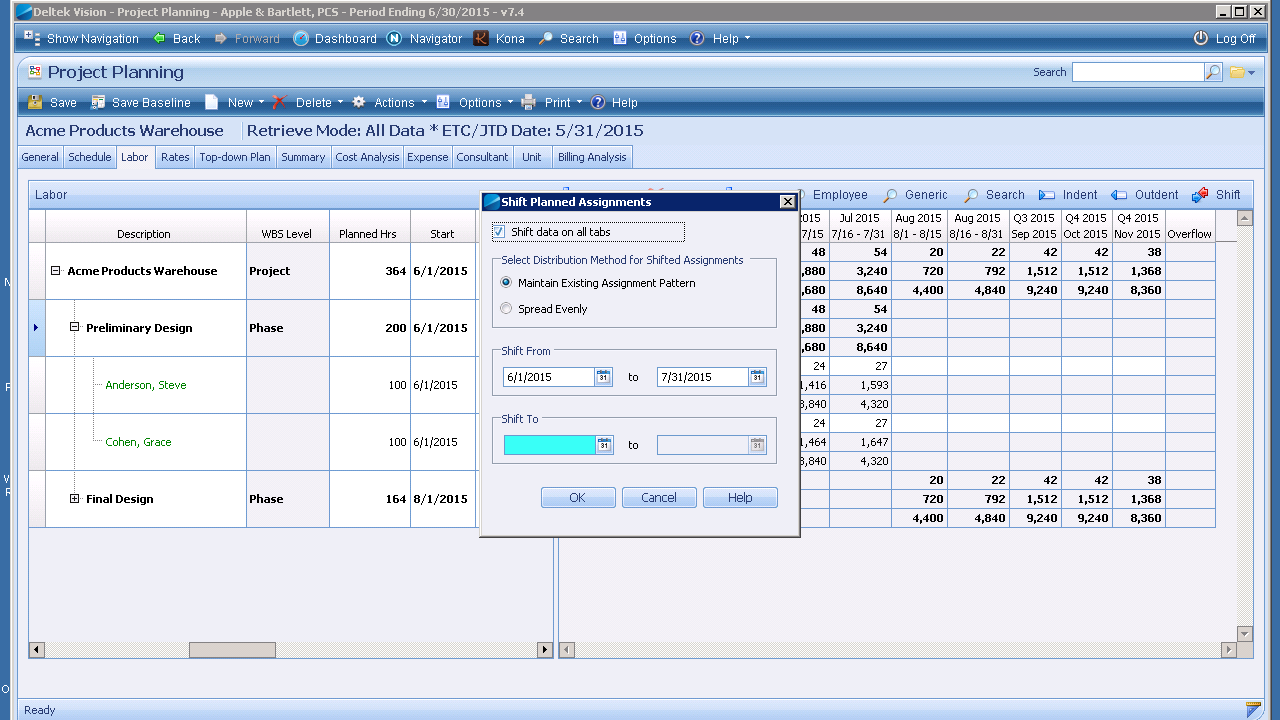 Deltek Vision - Project Planning - Apple & Bartlett, PCS - Period Ending 6/30/2015 - v7.4
Show Navigation Back Forward Dashboard Navigator Kona Search Options Help Log Off
Project Planning Search
Save Save Baseline New Delete Actions Options Print Help
Acme Products Warehouse Retrieve Mode: All Data * ETC/JTD Date: 5/31/2015
General Schedule Labor Rates Top-down Plan Summary Cost Analysis Expense Consultant Unit Billing Analysis
Labor Employee Generic Search Indent Outdent Shift
Shift Planned Assignments
Shift data on all tabs
Select Distribution Method for Shifted Assignments
Maintain Existing Assignment Pattern
Spread Evenly
Shift From
6/1/2015 31 to 7/31/2015 31
Shift To
31 to 31
OK Cancel Help
2015 Jul 2015 Aug 2015 Aug 2015 Q3 2015 Q4 2015 Q4 2015
Description WBS Level Planned Hrs Start 7/15 7/16 - 7/31 8/1 - 8/15 8/16 - 8/31 Sep 2015 Oct 2015 Nov 2015 Overflow
48 54 20 22 42 42 38
Acme Products Warehouse Project 364 6/1/2015 ,880 3,240 720 792 1,512 1,512 1,368
,680 8,640 4,400 4,840 9,240 9,240 8,360
48 54
Preliminary Design Phase 200 6/1/2015 ,880 3,240
,680 8,640
24 27
Anderson, Steve 100 6/1/2015 1,416 1,593
3,840 4,320
24 27
Cohen, Grace 100 6/1/2015 1,464 1,647
3,840 4,320
20 22 42 42 38
Final Design Phase 164 8/1/2015 720 792 1,512 1,512 1,368
4,400 4,840 9,240 9,240 8,360
Ready